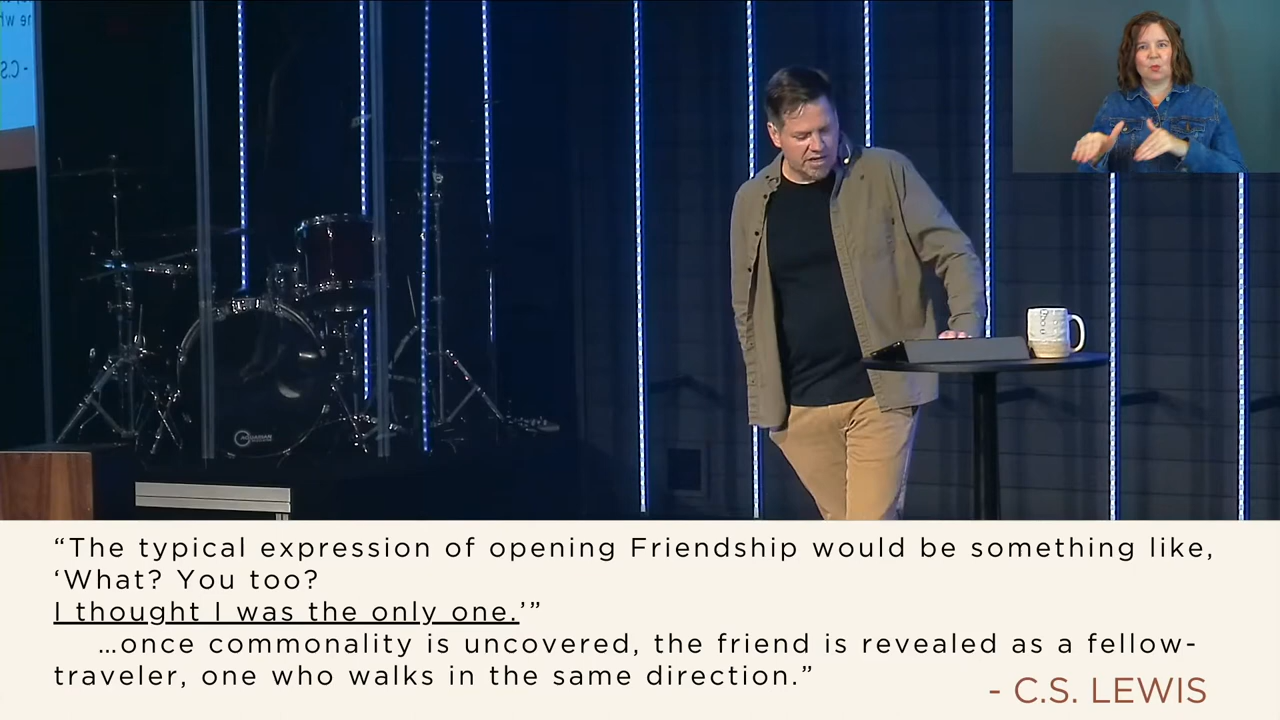 “The typical expression of opening Friendship would be something like,
‘What? You too?
I thought I was the only one.’”
…once commonality is uncovered, the friend is revealed as a fellow-
traveler, one who walks in the same direction.”
- C.S. LEWIS